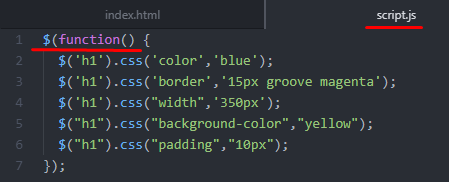 index.html script.js
1 $(function() {
2 $('h1').css('color','blue');
3 $('h1').css('border','15px groove magenta');
4 $('h1').css("width",'350px');
5 $("h1").css("background-color","yellow");
6 $("h1").css("padding","10px");
7 });